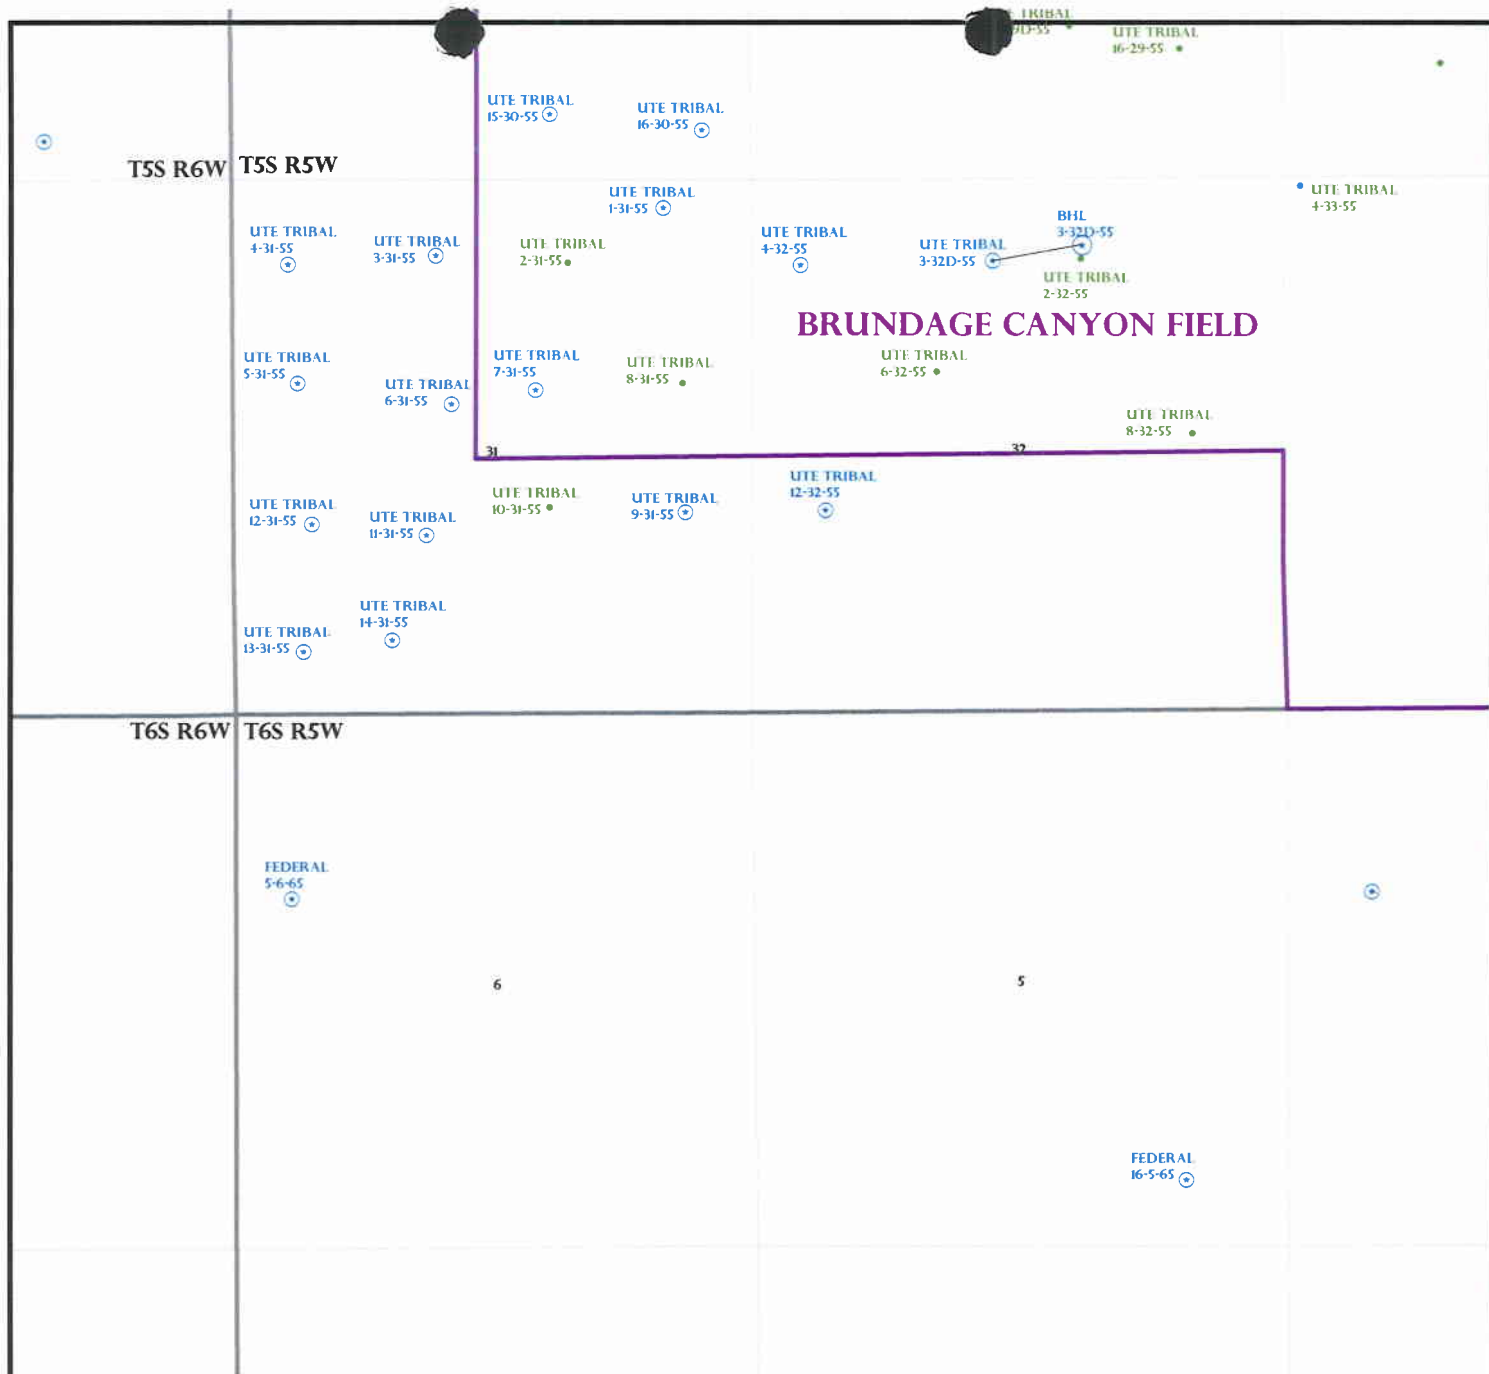 TRIBAL
UTE TRIBAL
16-29-55
UTE TRIBAL
15-30-55
UTE TRIBAL
16-30-55
T5S R6W
T5S R5W
UTE TRIBAL
1-31-55
UTE TRIBAL
4-33-55
UTE TRIBAL
4-31-55
UTE TRIBAL
3-31-55
UTE TRIBAL
2-31-55
UTE TRIBAL
4-32-55
UTE TRIBAL
3-32D-55
BHL
3-32D-55
UTE TRIBAL
2-32-55
BRUNDAGE CANYON FIELD
UTE TRIBAL
5-31-55
UTE TRIBAL
6-31-55
UTE TRIBAL
7-31-55
UTE TRIBAL
8-31-55
UTE TRIBAL
6-32-55
UTE TRIBAL
8-32-55
31
32
UTE TRIBAL
12-31-55
UTE TRIBAL
11-31-55
UTE TRIBAL
10-31-55
UTE TRIBAL
9-31-55
UTE TRIBAL
12-32-55
UTE TRIBAL
13-31-55
UTE TRIBAL
14-31-55
T6S R6W
T6S R5W
FEDERAL
5-6-65
6
5
FEDERAL
16-5-65